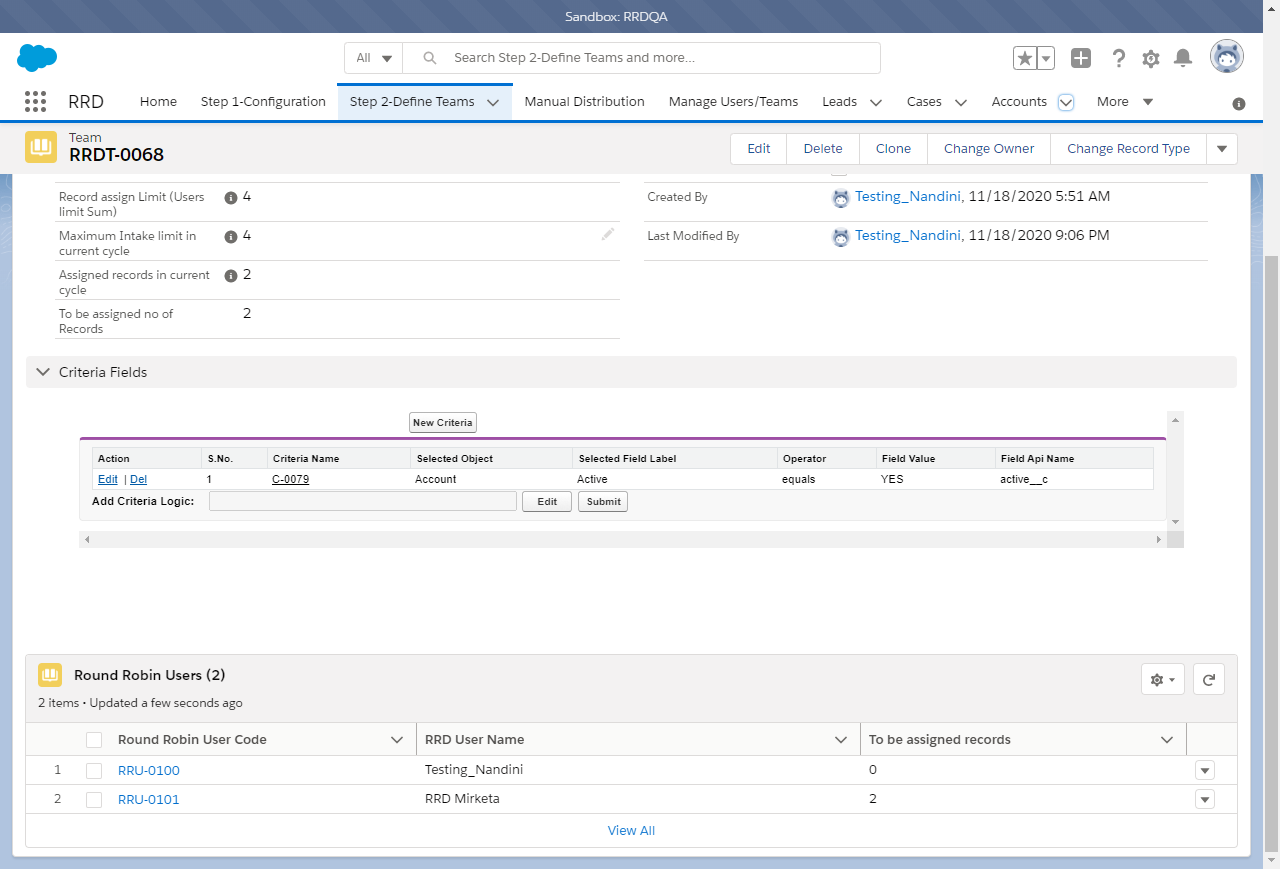 Sandbox: RRDQA
All Search Step 2-Define Teams and more...
RRD Home Step 1-Configuration Step 2-Define Teams Manual Distribution Manage Users/Teams Leads Cases Accounts More
Team
RRDT-0068
Edit Delete Clone Change Owner Change Record Type
Record assign Limit (Users limit Sum) 4
Created By Testing_Nandini, 11/18/2020 5:51 AM
Maximum Intake limit in current cycle 4
Last Modified By Testing_Nandini, 11/18/2020 9:06 PM
Assigned records in current cycle 2
To be assigned no of Records 2
Criteria Fields
New Criteria
Action S.No. Criteria Name Selected Object Selected Field Label Operator Field Value Field Api Name
Edit | Del 1 C-0079 Account Active equals YES active__c
Add Criteria Logic: Edit Submit
Round Robin Users (2)
2 items • Updated a few seconds ago
Round Robin User Code RRD User Name To be assigned records
1 RRU-0100 Testing_Nandini 0
2 RRU-0101 RRD Mirketa 2
View All